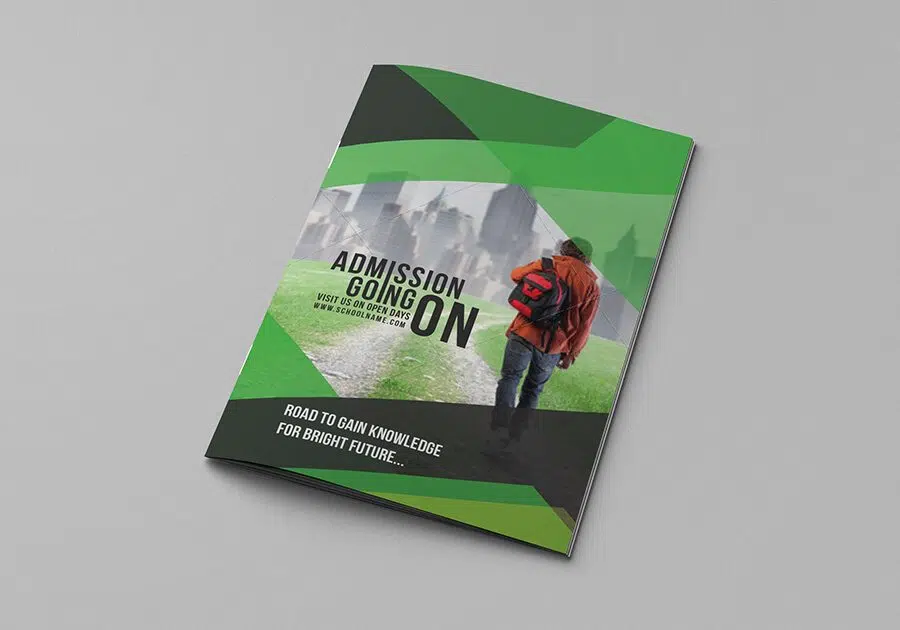 ADMISSION
GOING
ON
VISIT US ON OPEN DAYS
WWW.SCHOOLNAME.COM
ROAD TO GAIN KNOWLEDGE
FOR BRIGHT FUTURE...